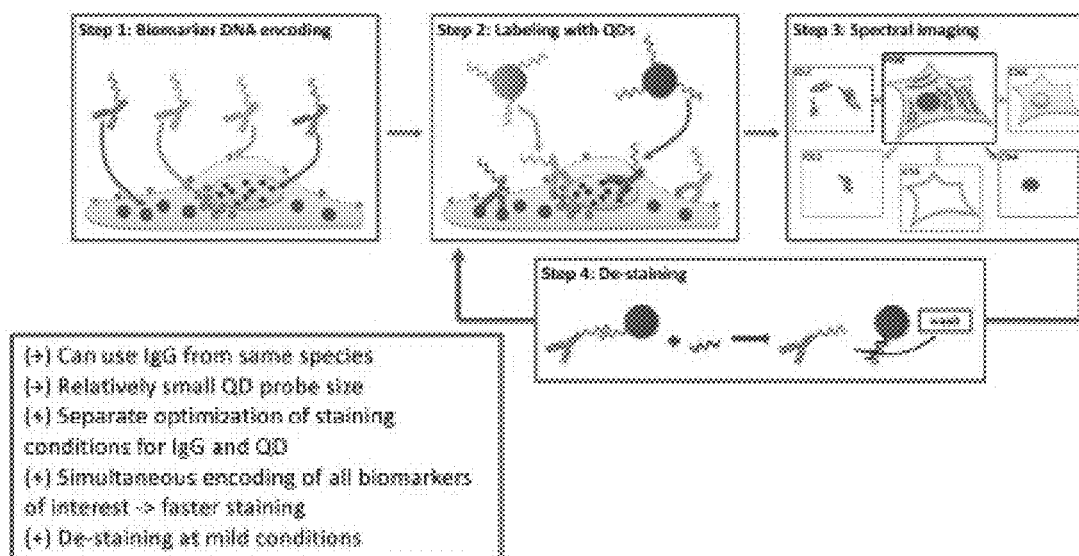 Step 1: Biomarker DNA encoding
Step 2: Labeling with QDs
Step 3: Spectral imaging
Step 4: De-staining
(+) Can use IgG from same species
(+) Relatively small QD probe size
(+) Separate optimization of staining
conditions for IgG and QD
(+) Simultaneous encoding of all biomarkers
of interest -> faster staining
(+) De-staining at mild conditions